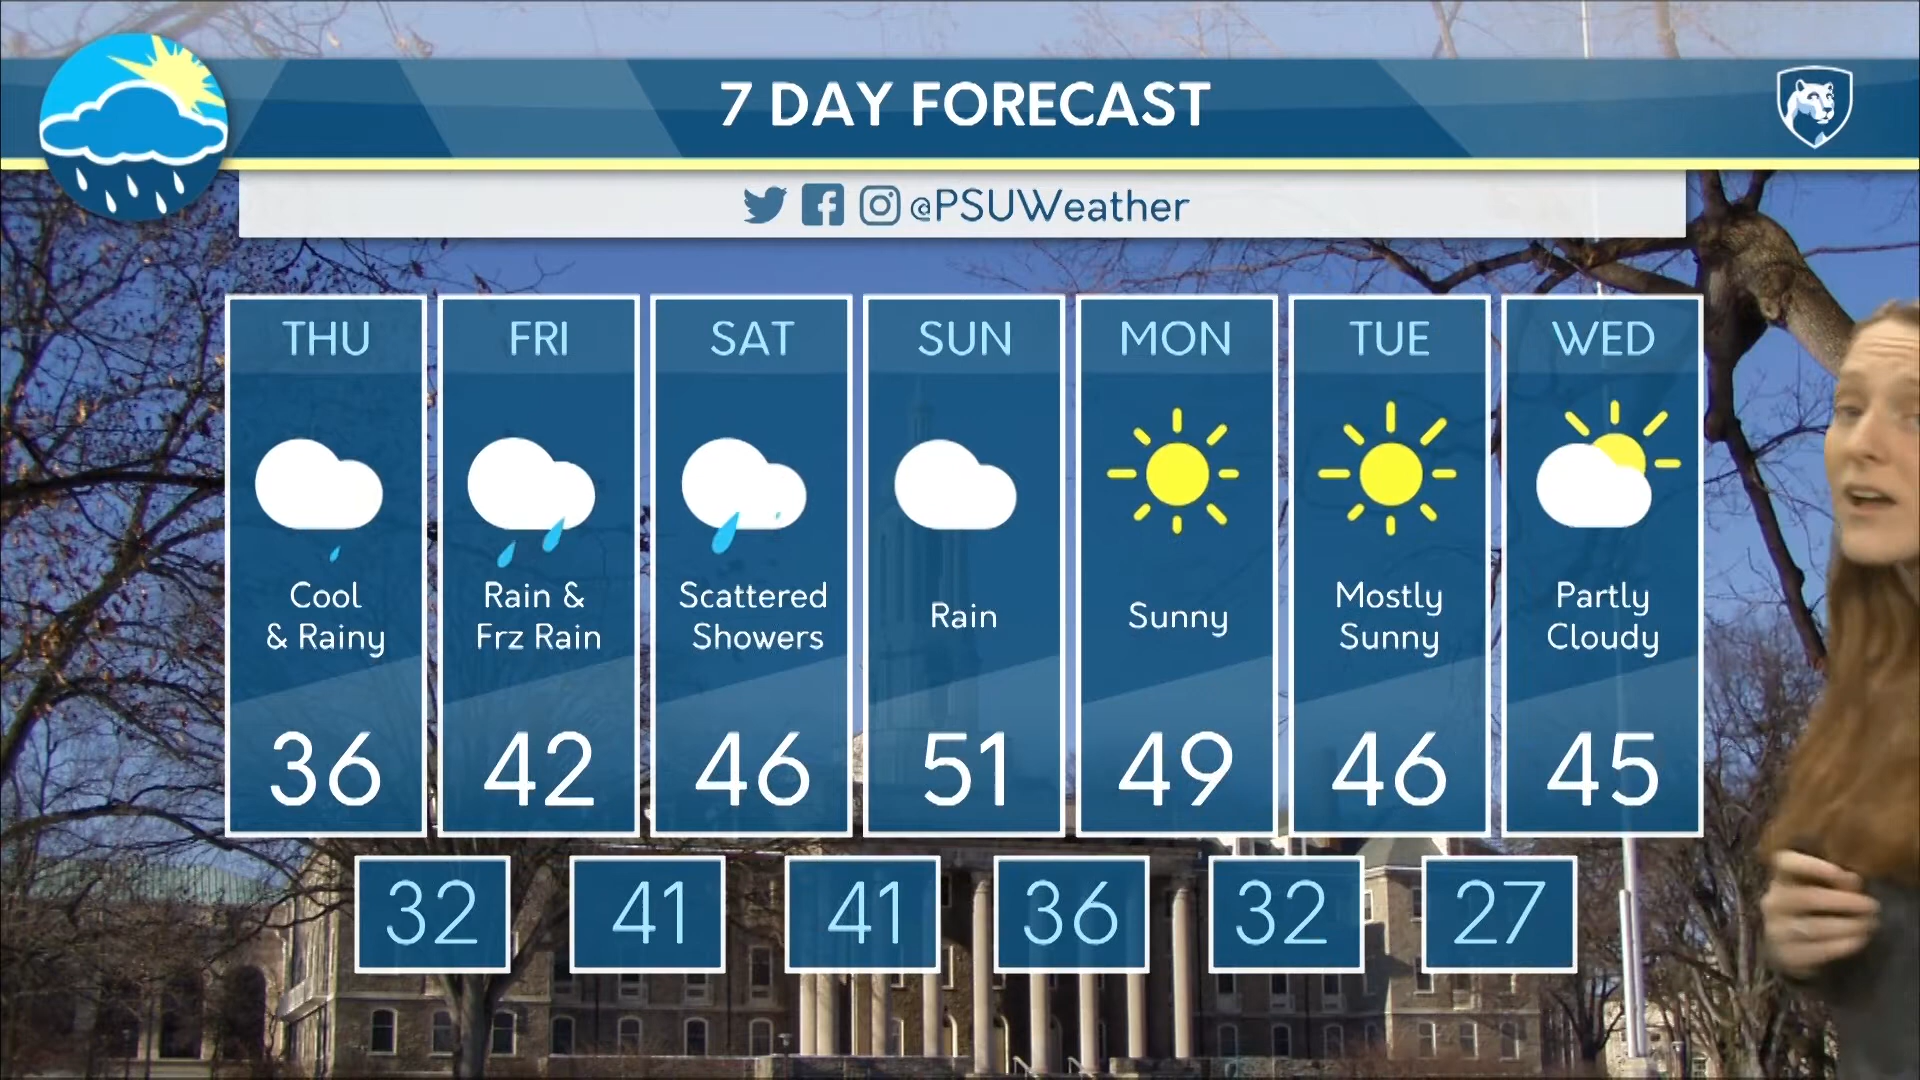 7 DAY FORECAST
@PSUWeather
THU
FRI
SAT
SUN
MON
TUE
WED
Cool
& Rainy
Rain &
Frz Rain
Scattered
Showers
Rain
Sunny
Mostly
Sunny
Partly
Cloudy
36
42
46
51
49
46
45
32
41
41
36
32
27